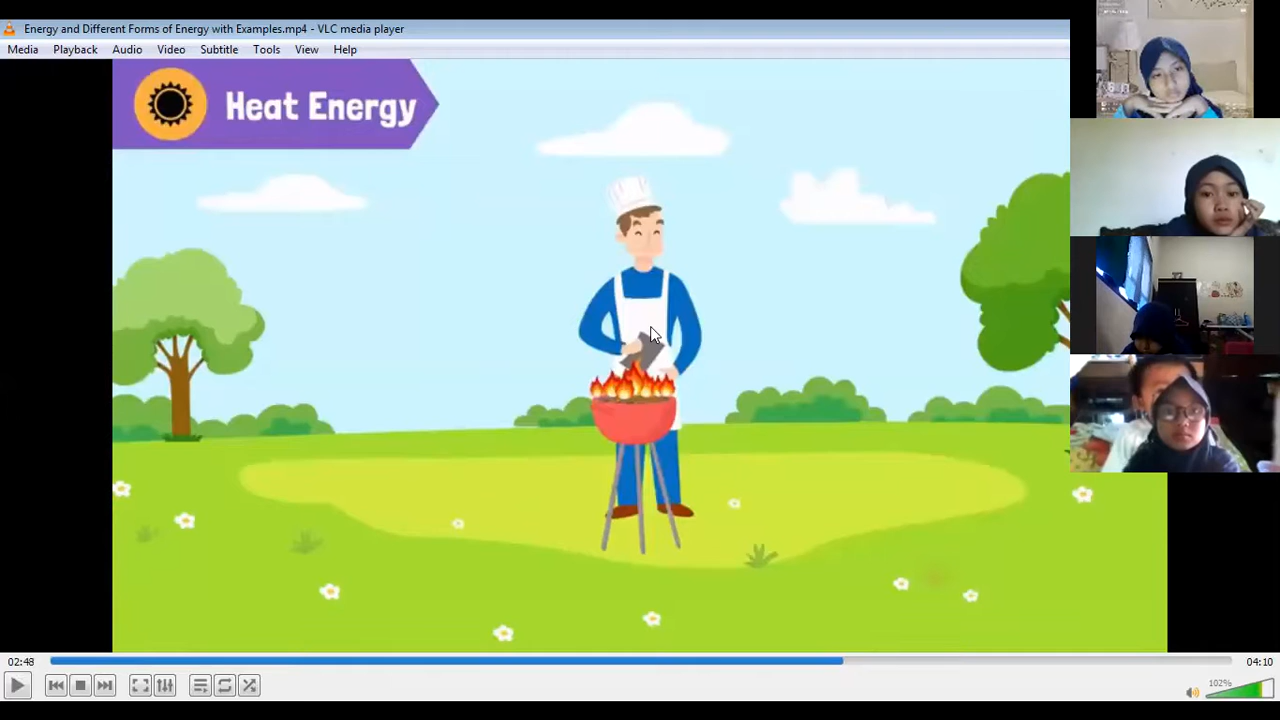 Energy and Different Forms of Energy with Examples.mp4 - VLC media player
Media Playback Audio Video Subtitle Tools View Help
Heat Energy
02:48
04:10
102%